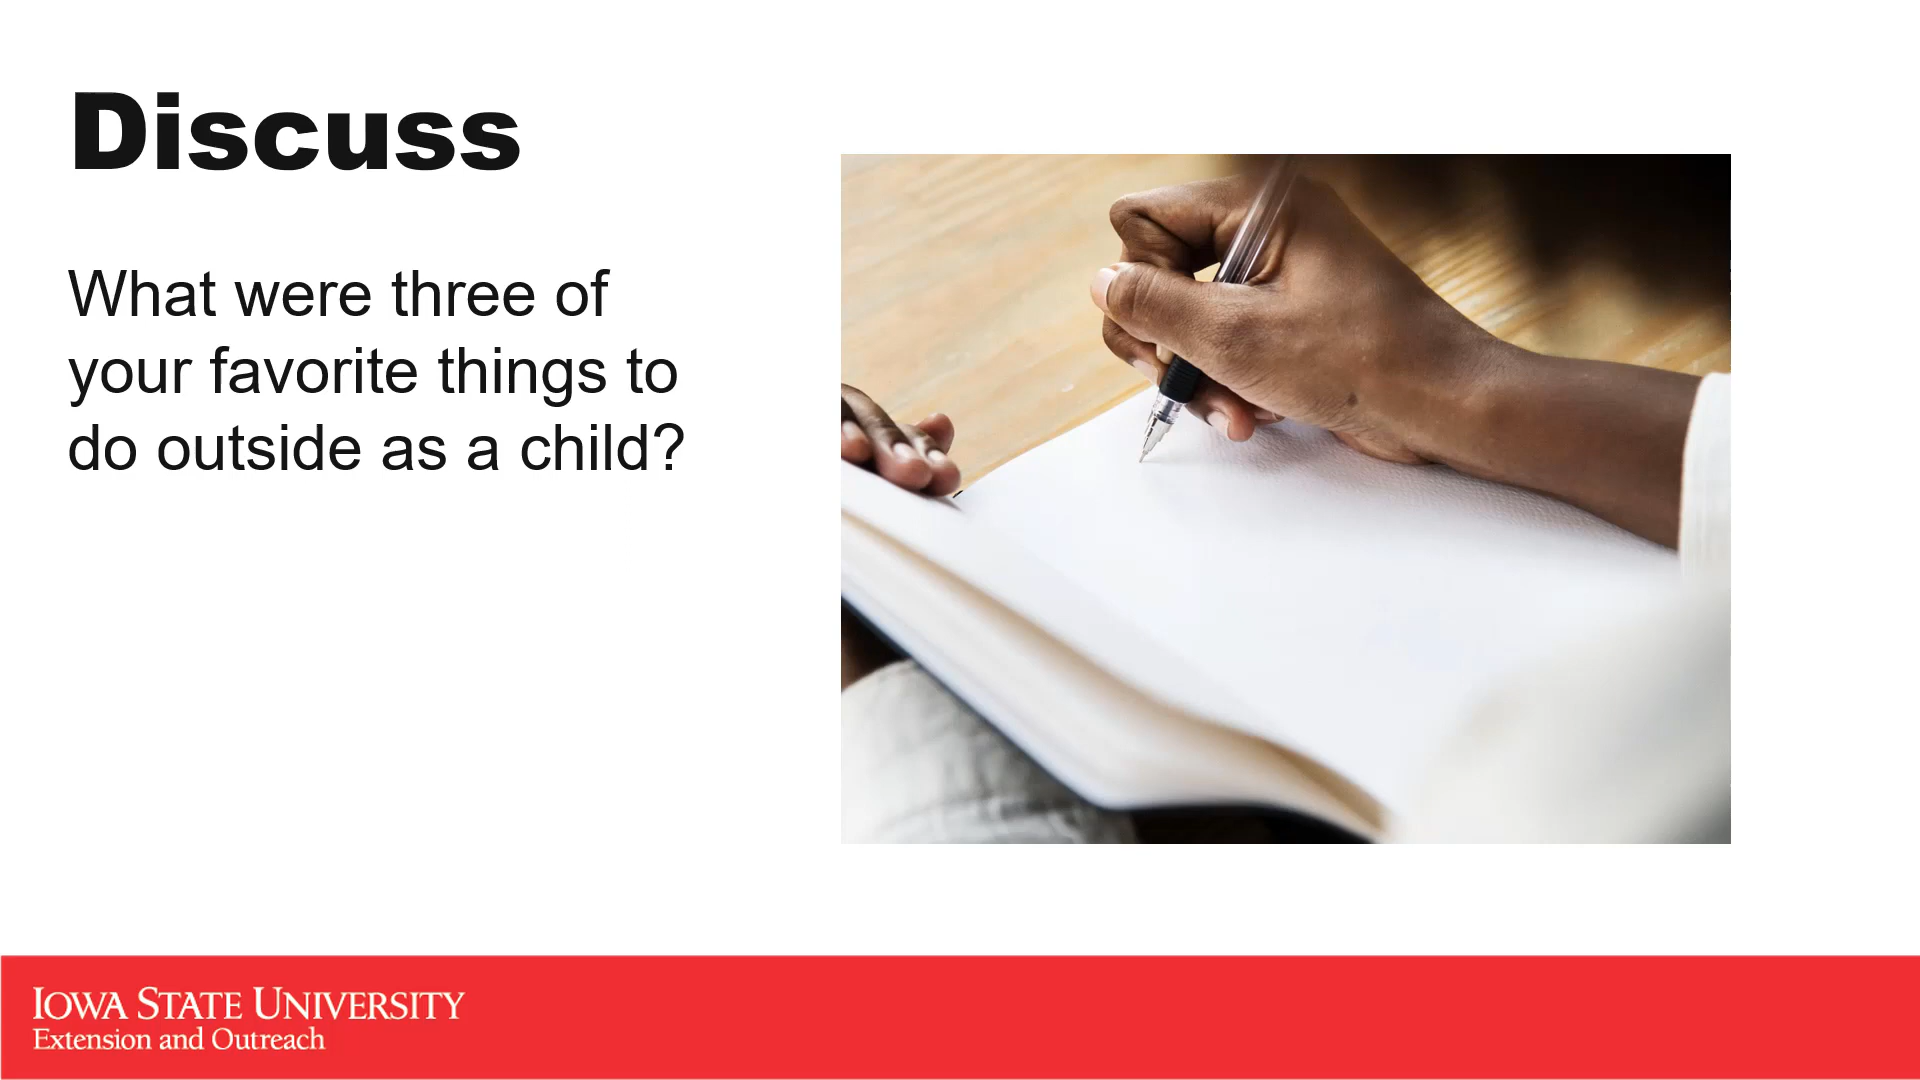 Discuss
What were three of
your favorite things to
do outside as a child?
IOWA STATE UNIVERSITY
Extension and Outreach